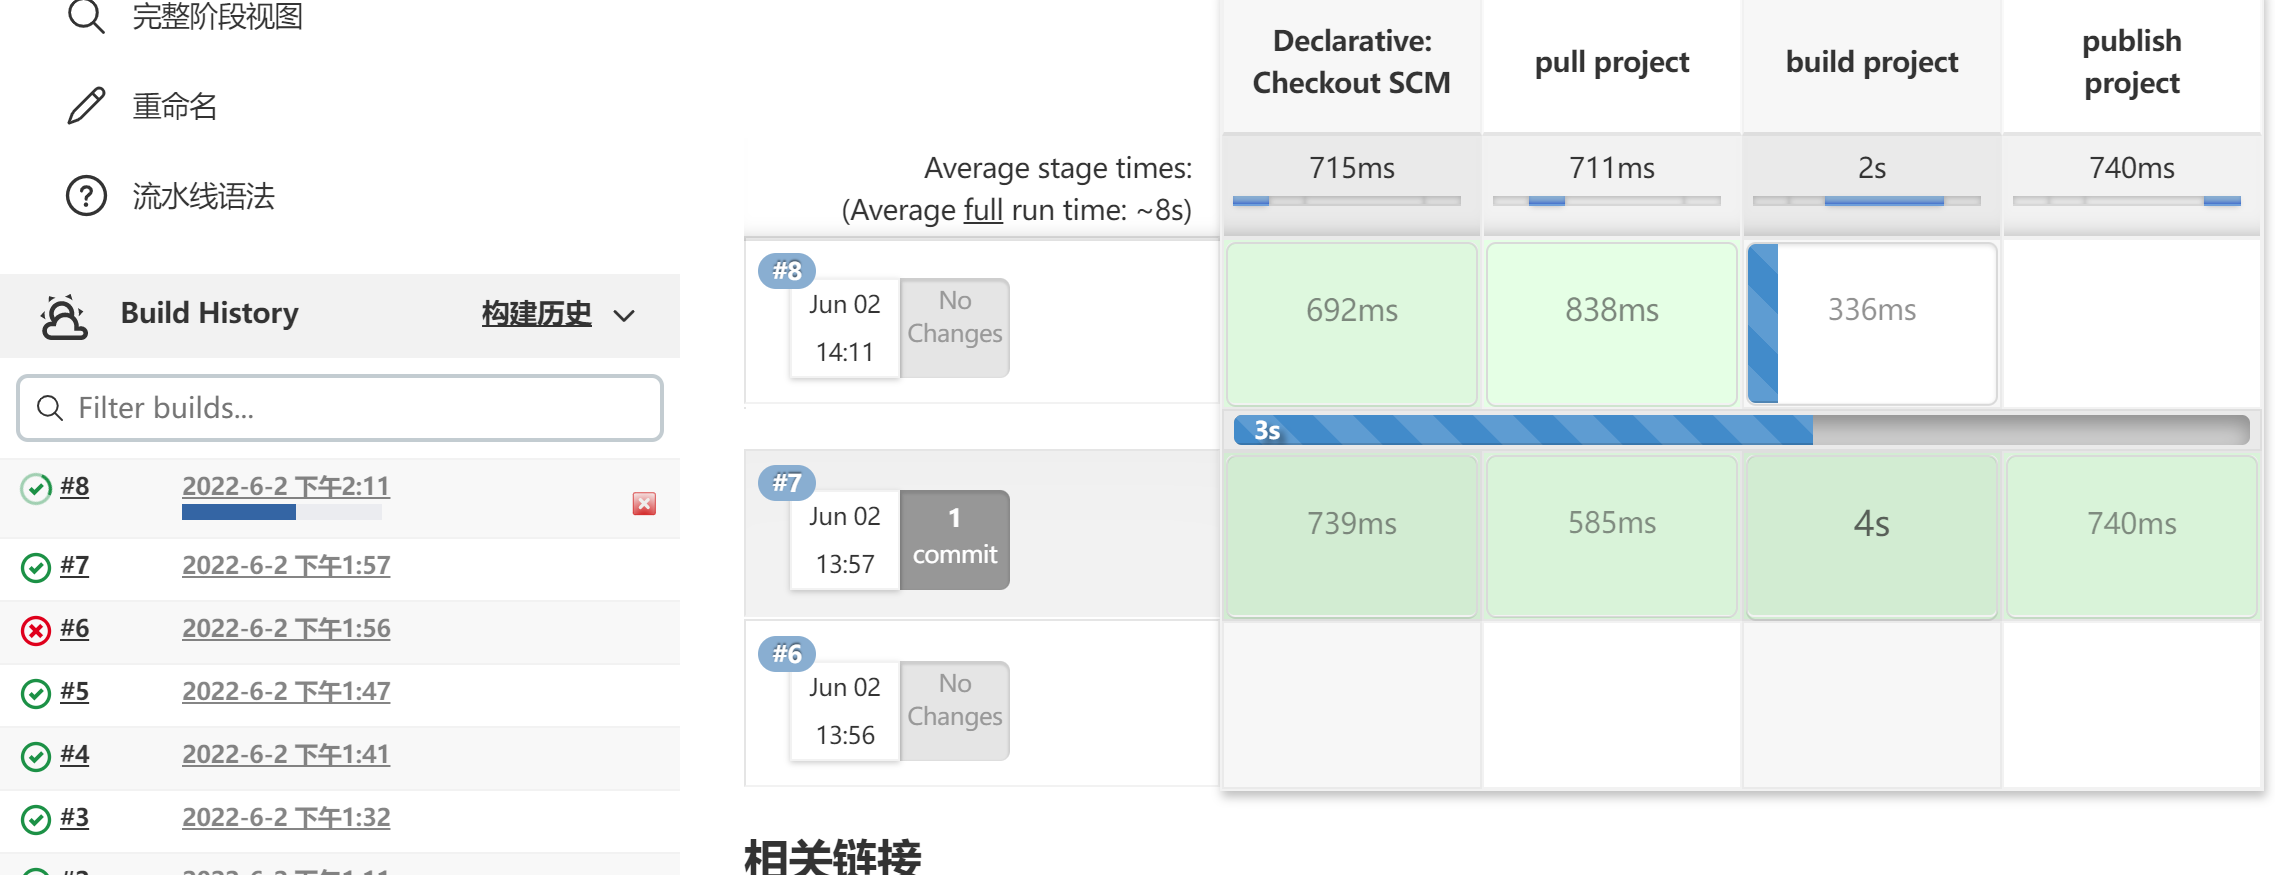 完整阶段视图
重命名
流水线语法
Build History
构建历史
Filter builds...
#8
2022-6-2 下午2:11
#7
2022-6-2 下午1:57
#6
2022-6-2 下午1:56
#5
2022-6-2 下午1:47
#4
2022-6-2 下午1:41
#3
2022-6-2 下午1:32
Declarative:
Checkout SCM
pull project
build project
publish
project
Average stage times:
(Average full run time: ~8s)
715ms
711ms
2s
740ms
#8
Jun 02
14:11
No
Changes
692ms
838ms
336ms
3s
#7
Jun 02
13:57
1
commit
739ms
585ms
4s
740ms
#6
Jun 02
13:56
No
Changes
相关链接